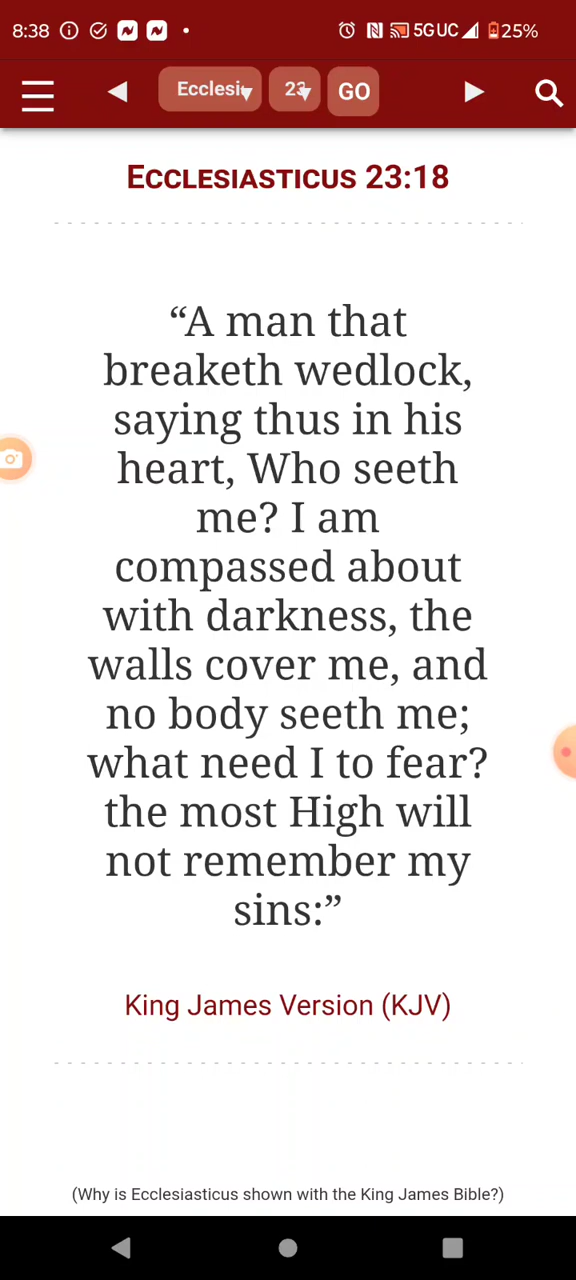 8:38 5G UC 25%
Ecclesi 23 GO
ECCLESIASTICUS 23:18
“A man that
breaketh wedlock,
saying thus in his
heart, Who seeth
me? I am
compassed about
with darkness, the
walls cover me, and
no body seeth me;
what need I to fear?
the most High will
not remember my
sins:”
King James Version (KJV)
(Why is Ecclesiasticus shown with the King James Bible?)